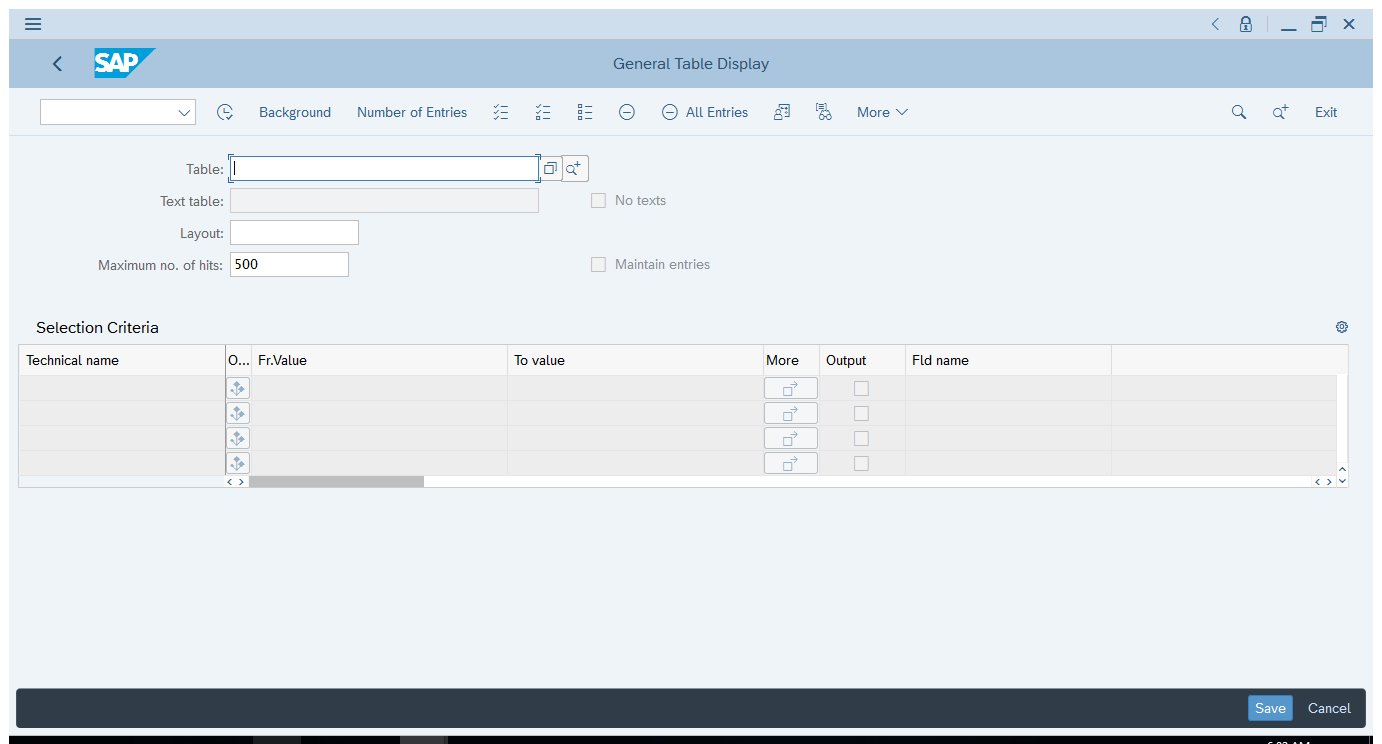 SAP
General Table Display
Background Number of Entries All Entries More Exit
Table:
Text table: No texts
Layout:
Maximum no. of hits: 500 Maintain entries
Selection Criteria
Technical name O... Fr.Value To value More Output Fld name
Save Cancel